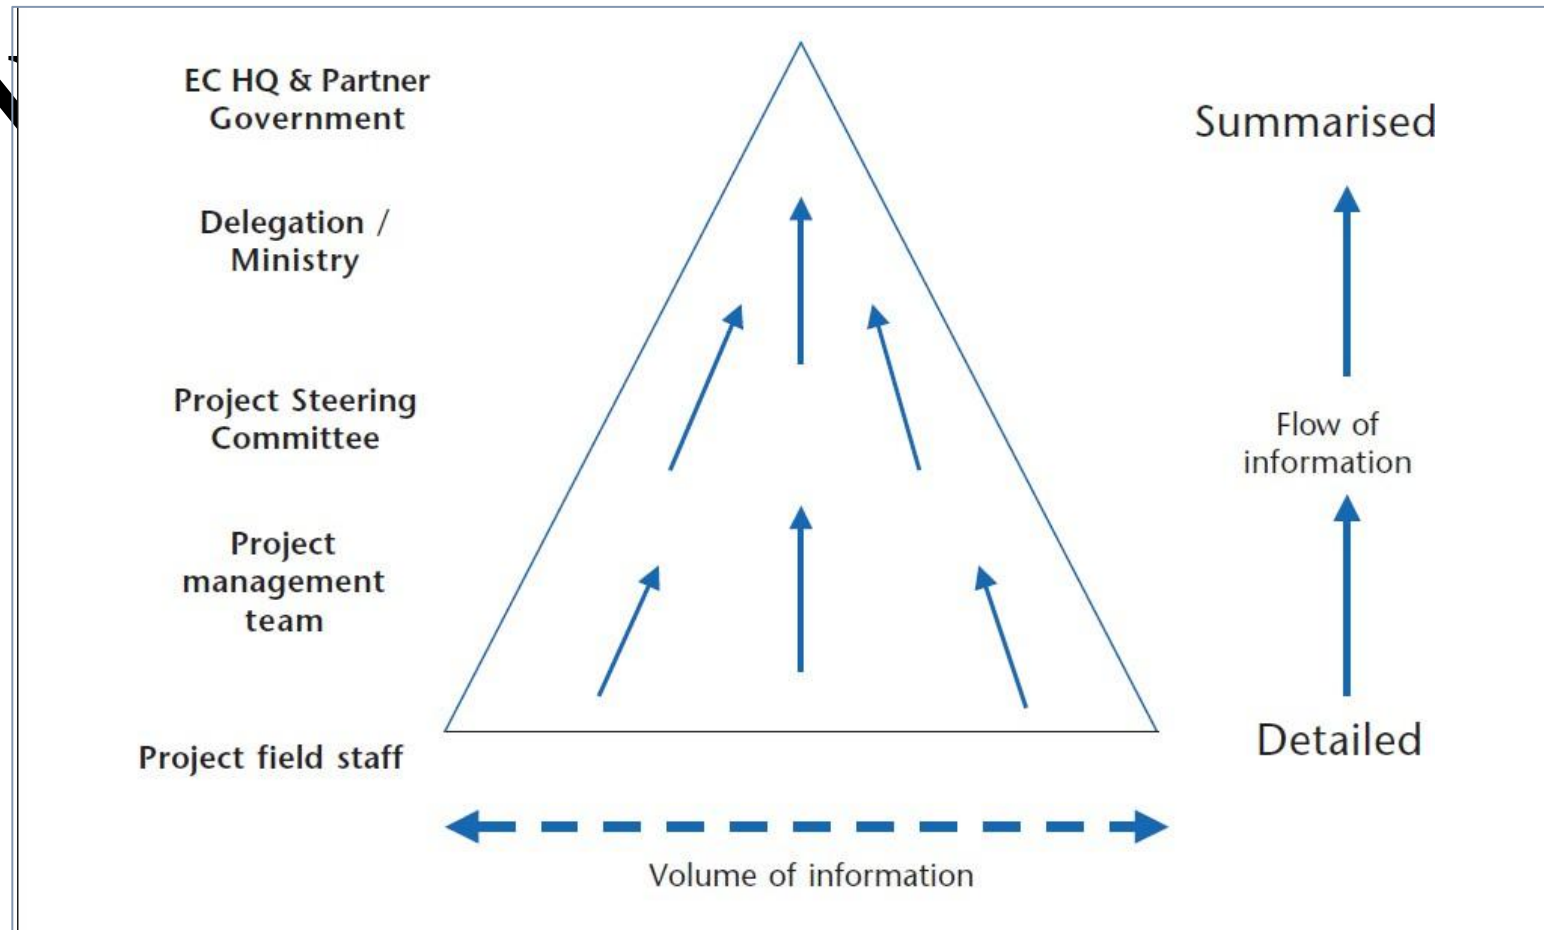 EC HQ & Partner
Government
Summarised
Delegation /
Ministry
Project Steering
Committee
Flow of
information
Project
management
team
Detailed
Project field staff
Volume of information